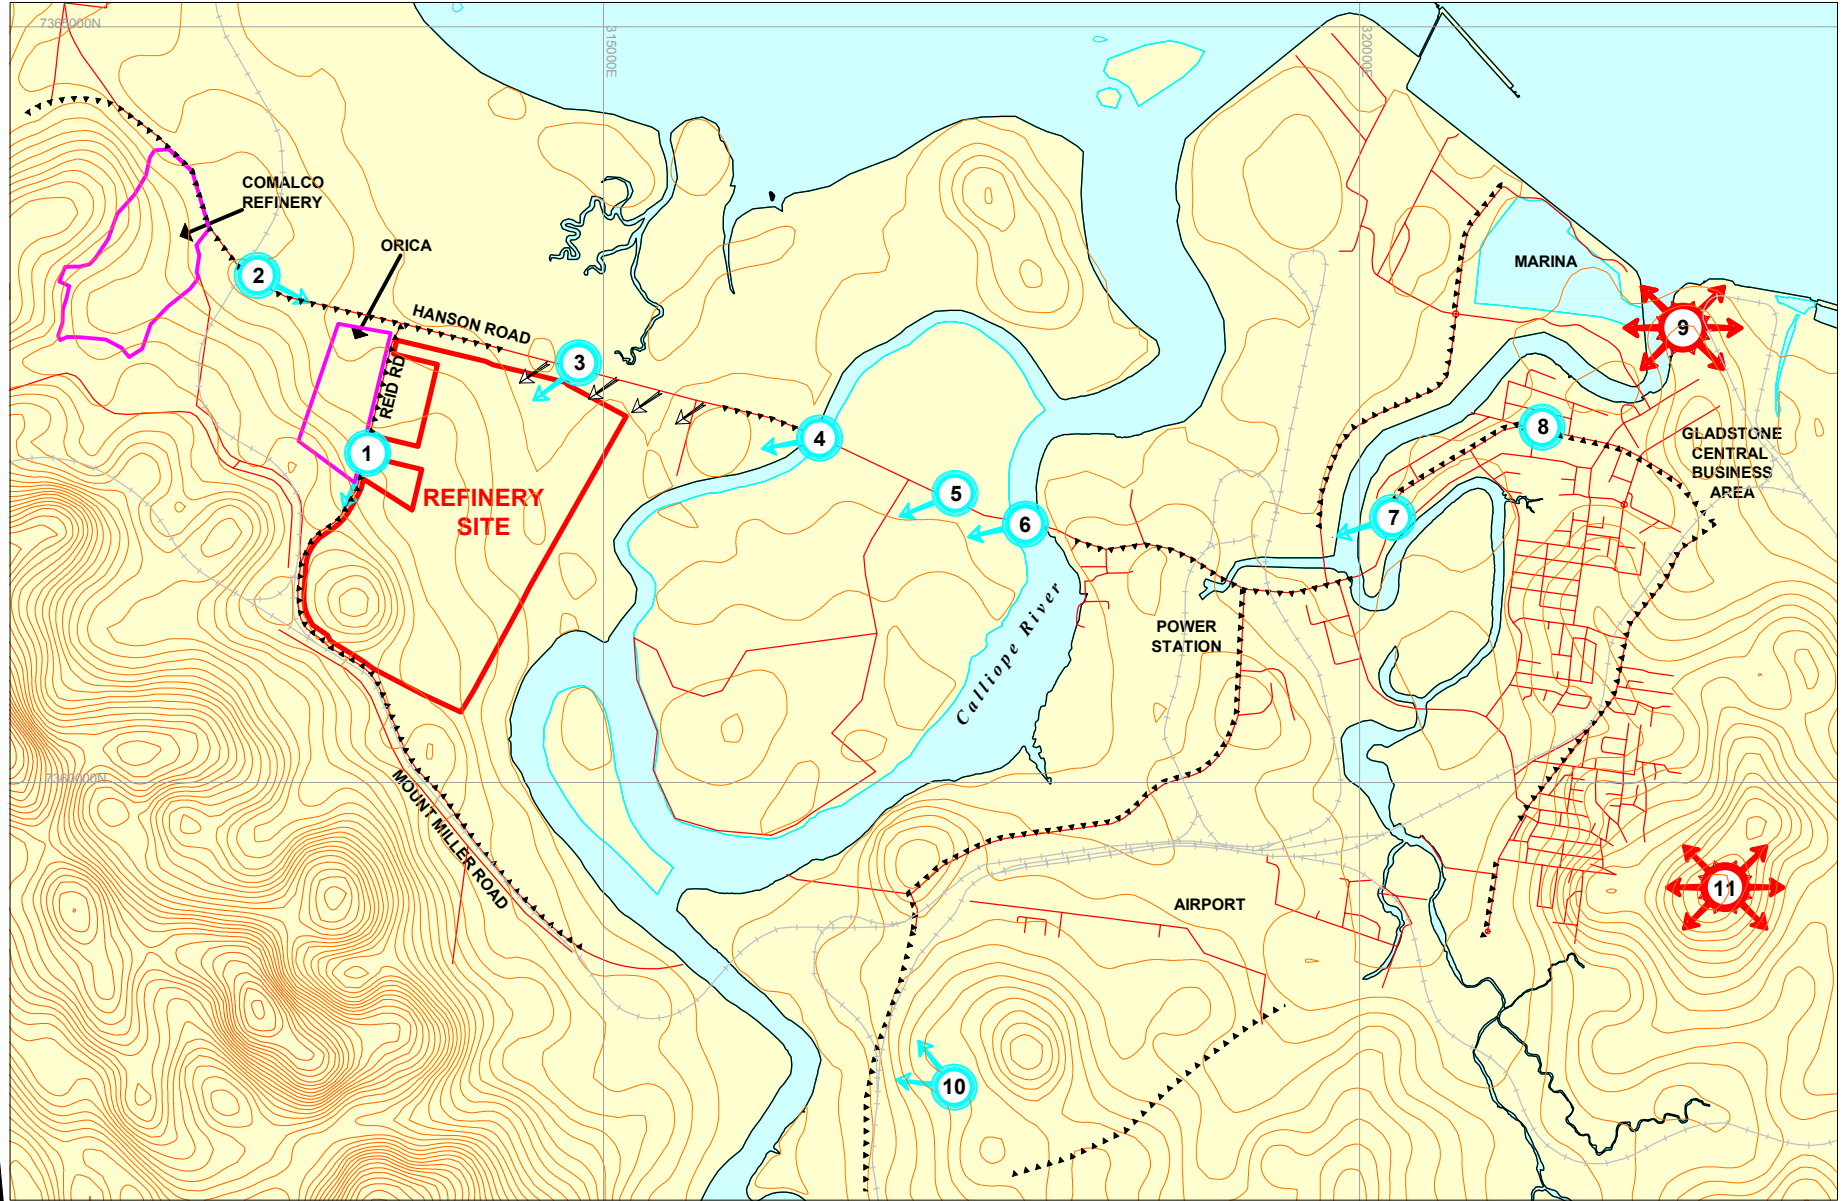 7365000N
315000E
320000E
COMALCO
REFINERY
ORICA
2
HANSON ROAD
MARINA
9
3
REID RD
4
8
GLADSTONE
CENTRAL
BUSINESS
AREA
1
REFINERY
SITE
5
6
7
Calliope River
POWER
STATION
7360000N
MOUNT MILLER ROAD
11
AIRPORT
10